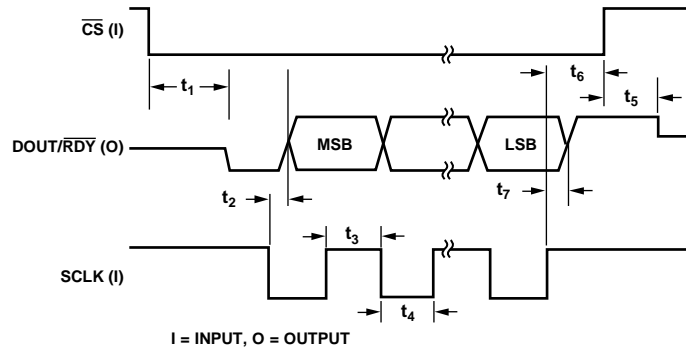 CS (I)
t1
t6
t5
DOUT/RDY (O)
MSB
LSB
t2
t7
t3
SCLK (I)
t4
I = INPUT, O = OUTPUT